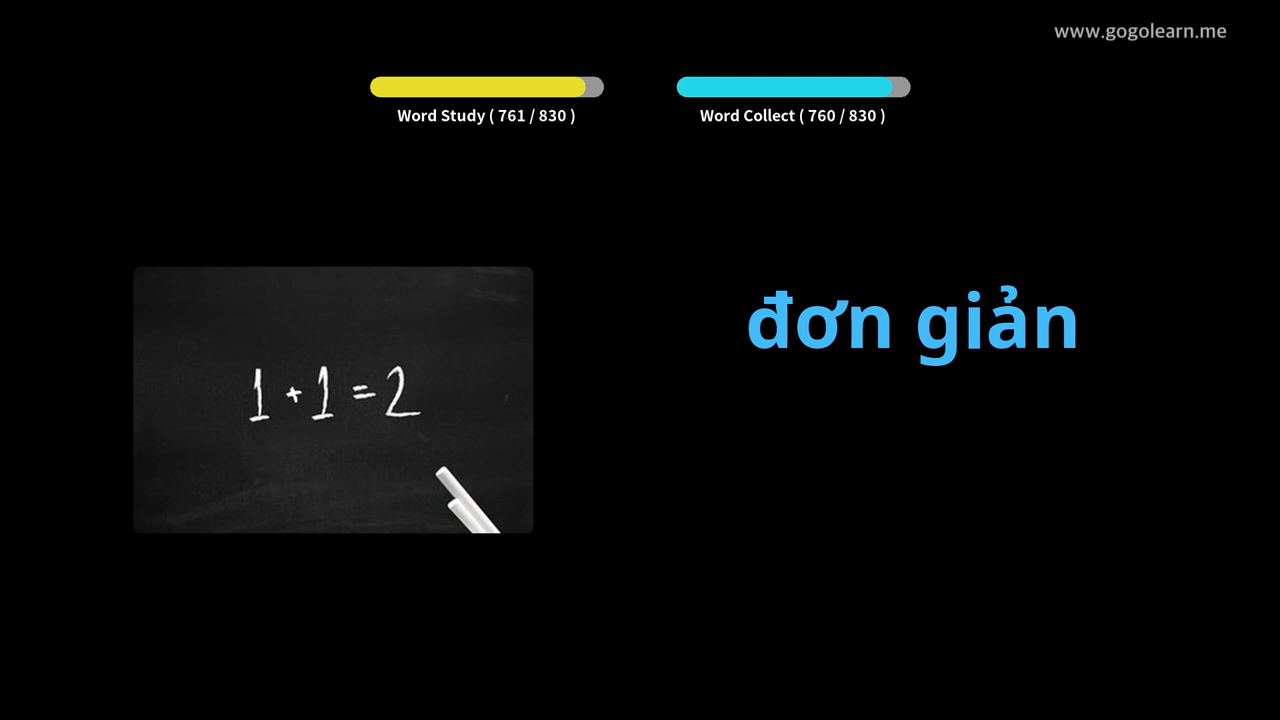 www.gogolearn.me
Word Study ( 761 / 830 )
Word Collect ( 760 / 830 )
đơn giản
1 + 1 = 2